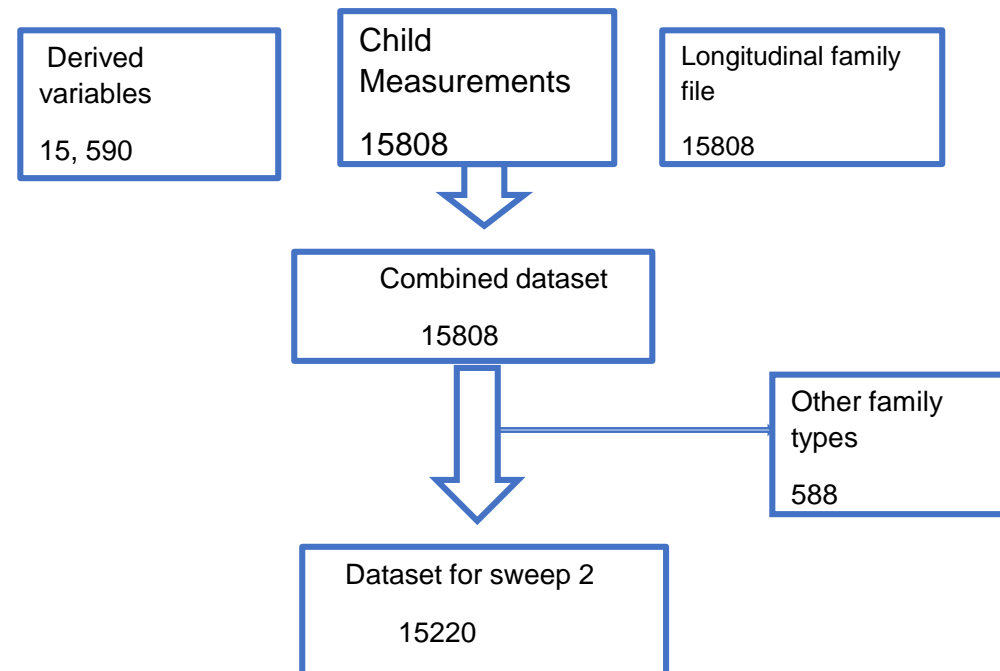 Derived
variables
15, 590
Child
Measurements
15808
Longitudinal family
file
15808
Combined dataset
15808
Other family
types
588
Dataset for sweep 2
15220